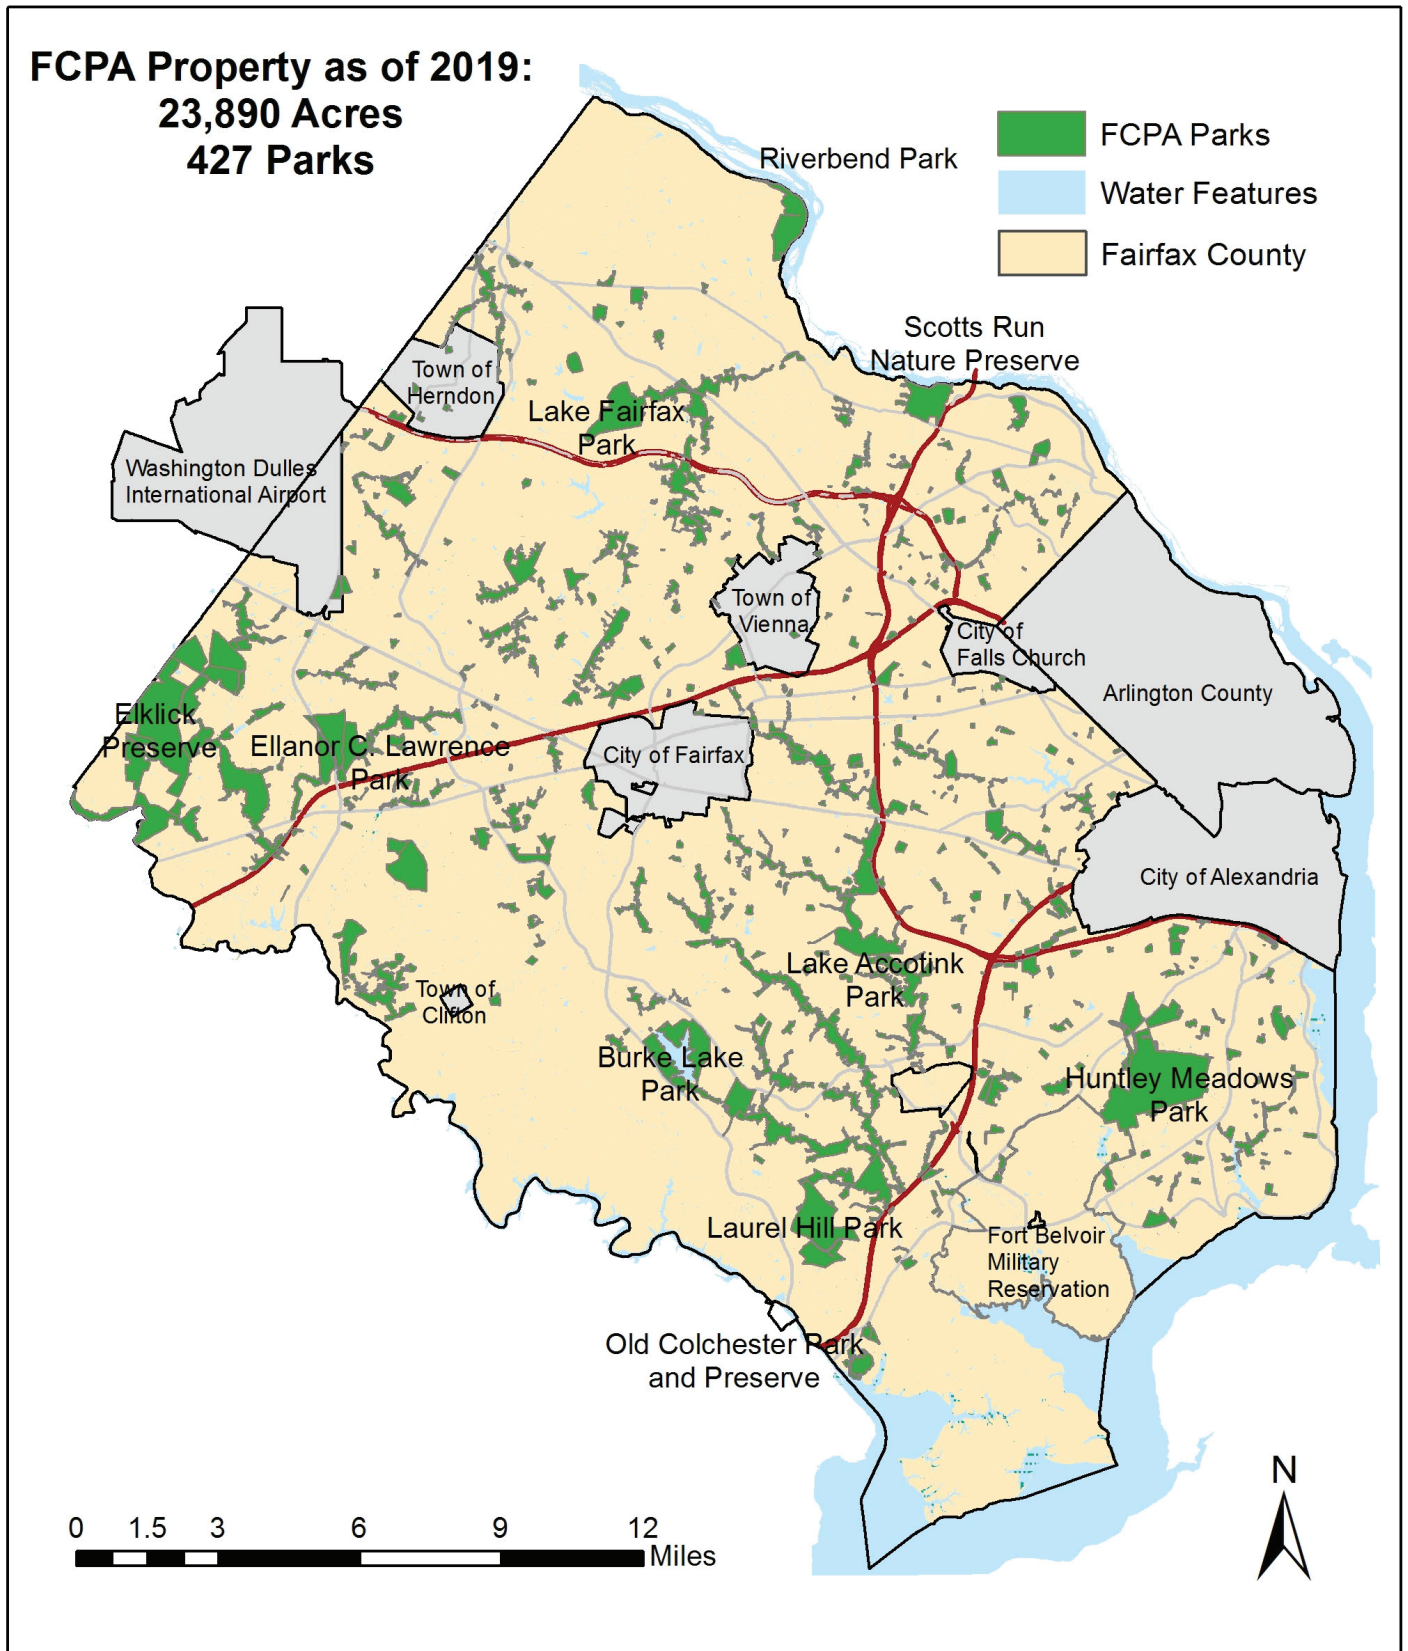 FCPA Property as of 2019:
23,890 Acres
427 Parks
FCPA Parks
Water Features
Fairfax County
Riverbend Park
Scotts Run
Nature Preserve
Town of
Herndon
Lake Fairfax
Park
Washington Dulles
International Airport
Town of
Vienna
City of
Falls Church
Arlington County
Elklick
Preserve
Ellanor C. Lawrence
Park
City of Fairfax
City of Alexandria
Lake Accotink
Park
Town of
Clifton
Burke Lake
Park
Huntley Meadows
Park
Laurel Hill Park
Fort Belvoir
Military
Reservation
Old Colchester Park
and Preserve
N
0 1.5 3 6 9 12
Miles